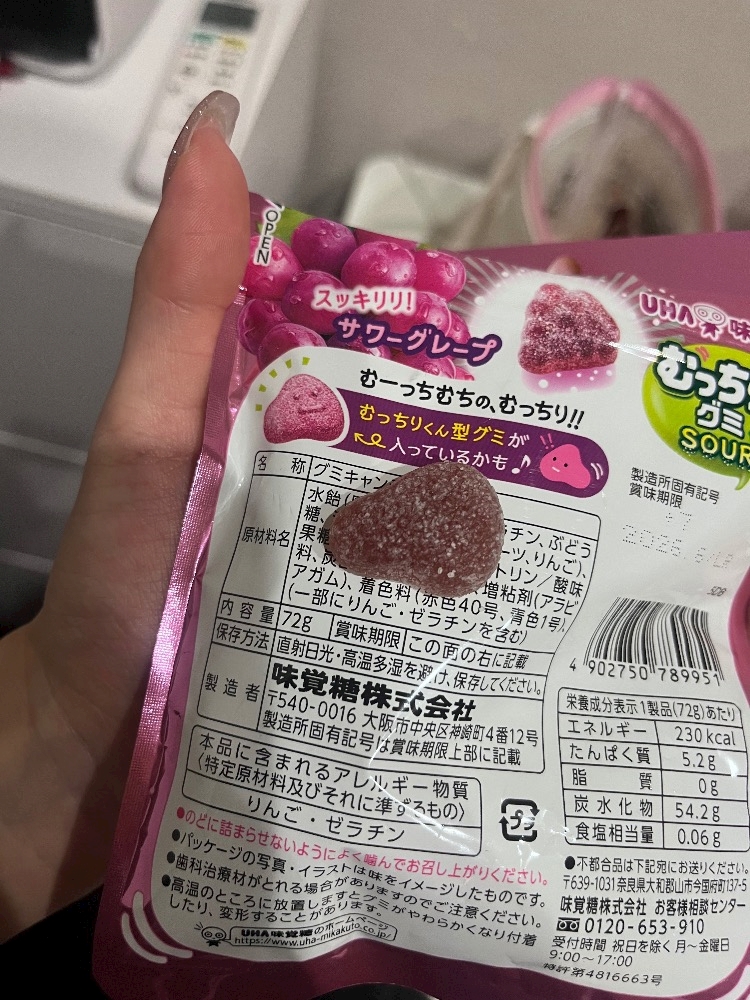 OPEN
スッキリリ!
サワーグレープ
UHA 味
むっち
グミ
SOUR
むーっちむちの、むっちり!!
むっちりくん型グミが
入っているかも♪
製造所固有記号
賞味期限
名 称 グミキャン
原材料名 水飴
糖、 チン、ぶどう
果糖 ーツ、りんご)、
料、 トリン/酸味
増粘剤(アラビ
アガム)、着色料(赤色40号、青色1号)、
(一部にりんご・ゼラチンを含む)
内容量 72g 賞味期限 この面の右に記載
保存方法 直射日光・高温多湿を避け、保存してください。
製造者 味覚糖株式会社
〒540-0016 大阪市中央区神崎町4番12号
製造所固有記号は賞味期限上部に記載
本品に含まれるアレルギー物質
(特定原材料及びそれに準ずるもの)
りんご・ゼラチン
プラ
4 902750 789951
栄養成分表示 1製品(72g)あたり
エネルギー 230kcal
たんぱく質 5.2g
脂質 0g
炭水化物 54.2g
食塩相当量 0.06g
●のどに詰まらせないようによく噛んでお召し上がりください。
●パッケージの写真・イラストは味をイメージしたものです。
●歯科治療材がとれる場合がありますのでご注意ください。
●高温のところに放置しますとグミがやわらかくなり付着
したり、変形することがあります。
UHA味覚糖のホームページ
https://www.uha-mikakuto.co.jp/
●不都合品は下記宛にお送りください。
〒639-1031 奈良県大和郡山市今国府町137-5
味覚糖株式会社 お客様相談センター
0120-653-910
受付時間 祝日を除く月~金曜日
9:00~17:00
特許第4816663号